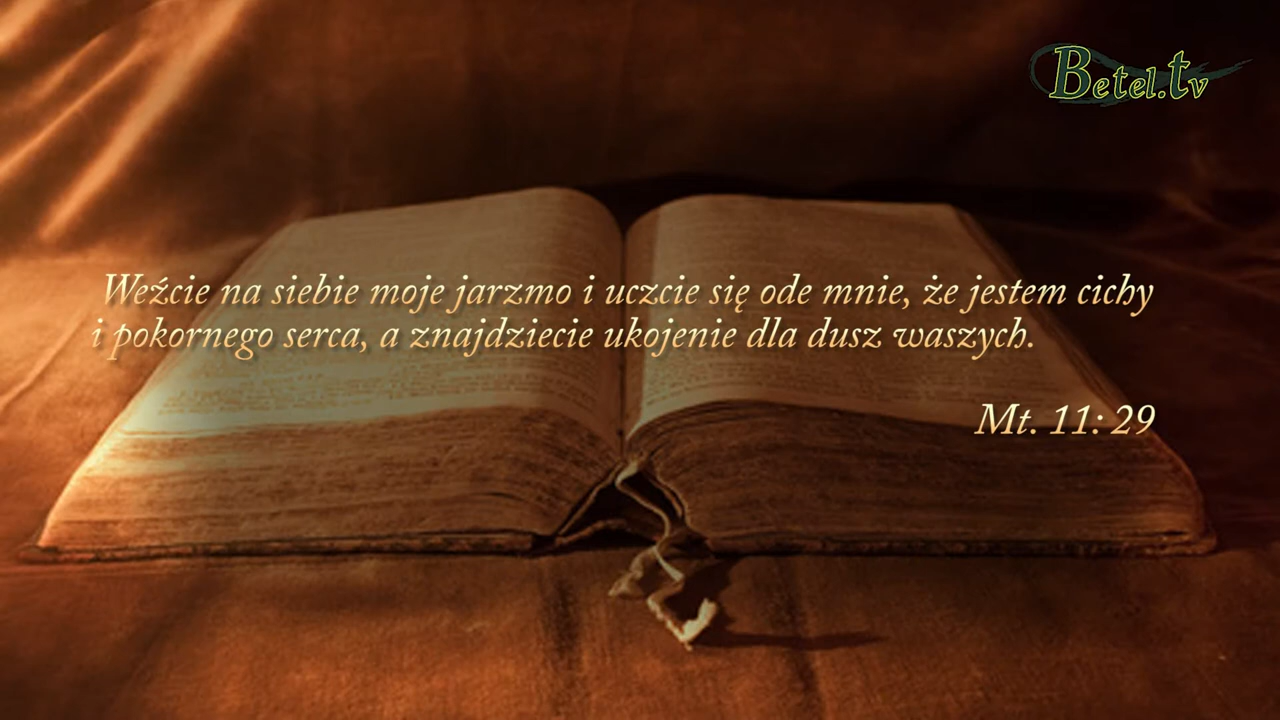 Betel.tv
Weźcie na siebie moje jarzmo i uczcie się ode mnie, że jestem cichy
i pokornego serca, a znajdziecie ukojenie dla dusz waszych.
Mt. 11: 29